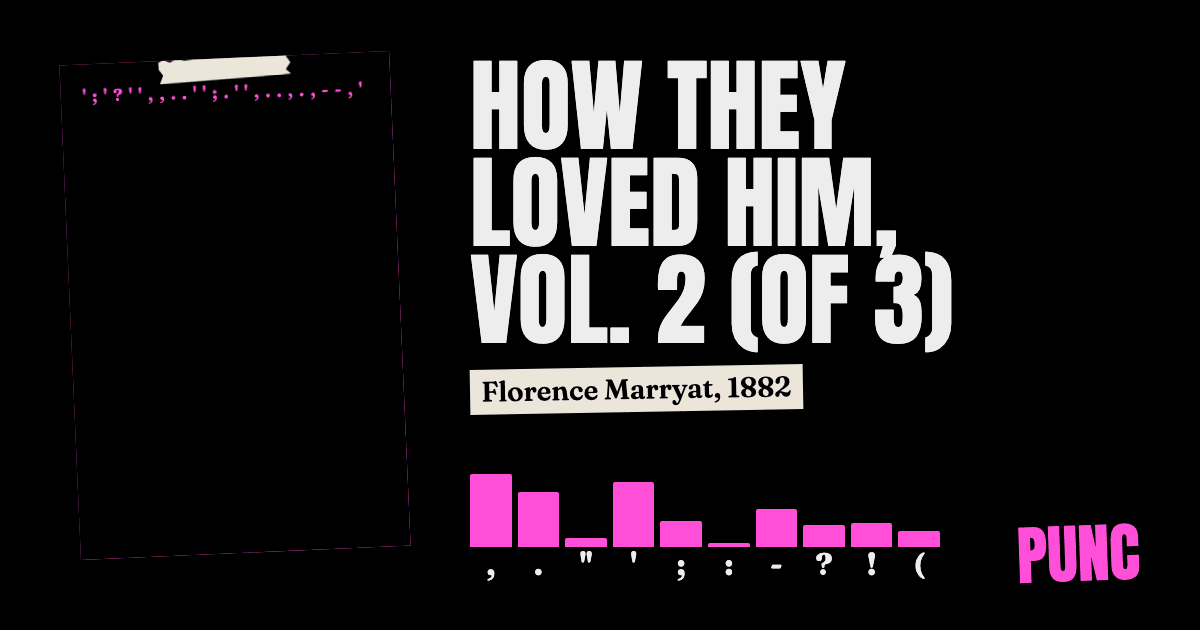 ';'?'',,..'';.'',..,.,--,'
HOW THEY
LOVED HIM,
VOL. 2 (OF 3)
Florence Marryat, 1882
, . " ' ; : - ? ! (
PUNC